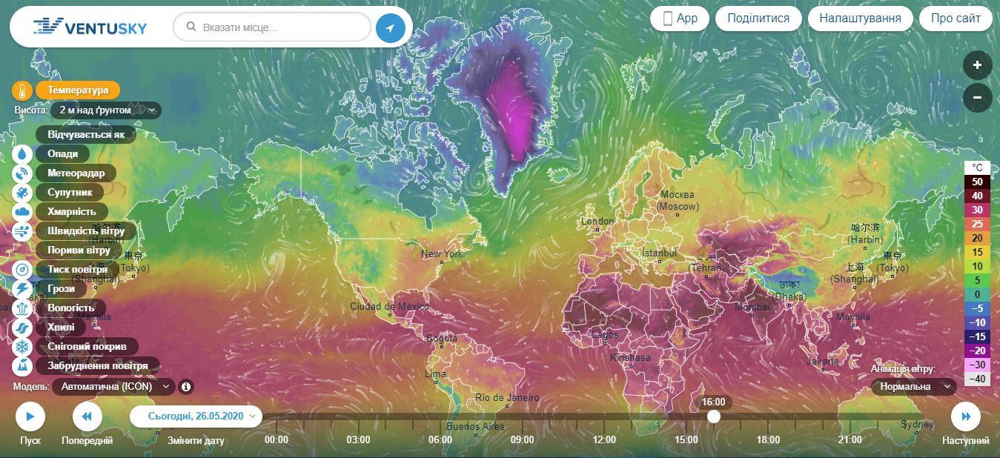 VENTUSKY
Вказати місце...
App
Поділитися
Налаштування
Про сайт
+
−
Температура
Висота: 2 м над ґрунтом
Відчувається як
Опади
Метеорадар
Супутник
Хмарність
Швидкість вітру
Пориви вітру
Тиск повітря
Грози
Вологість
Хвилі
Сніговий покрив
Забруднення повітря
Модель: Автоматична (ICON)
哈尔滨
(Harbin)
東京
(Tokyo)
上海
(Shanghai)
Maynila
New York
Ciudad de México
Bogotá
Lima
Rio de Janeiro
Buenos Aires
London
Москва
(Moscow)
İstanbul
(Tehran)
Lagos
Kinshasa
Mumbai
ঢাকা
(Dhaka)
哈尔滨
(Harbin)
東京
(Tokyo)
上海
(Shanghai)
Maynila
Jakarta
Sydney
°C
50
40
30
25
20
15
10
5
0
−5
−10
−15
−20
−30
−40
Анімація вітру:
Нормальна
Пуск
Попередній
Сьогодні, 26.05.2020
Змінити дату
16:00
00:00
03:00
06:00
09:00
12:00
15:00
18:00
21:00
Наступний